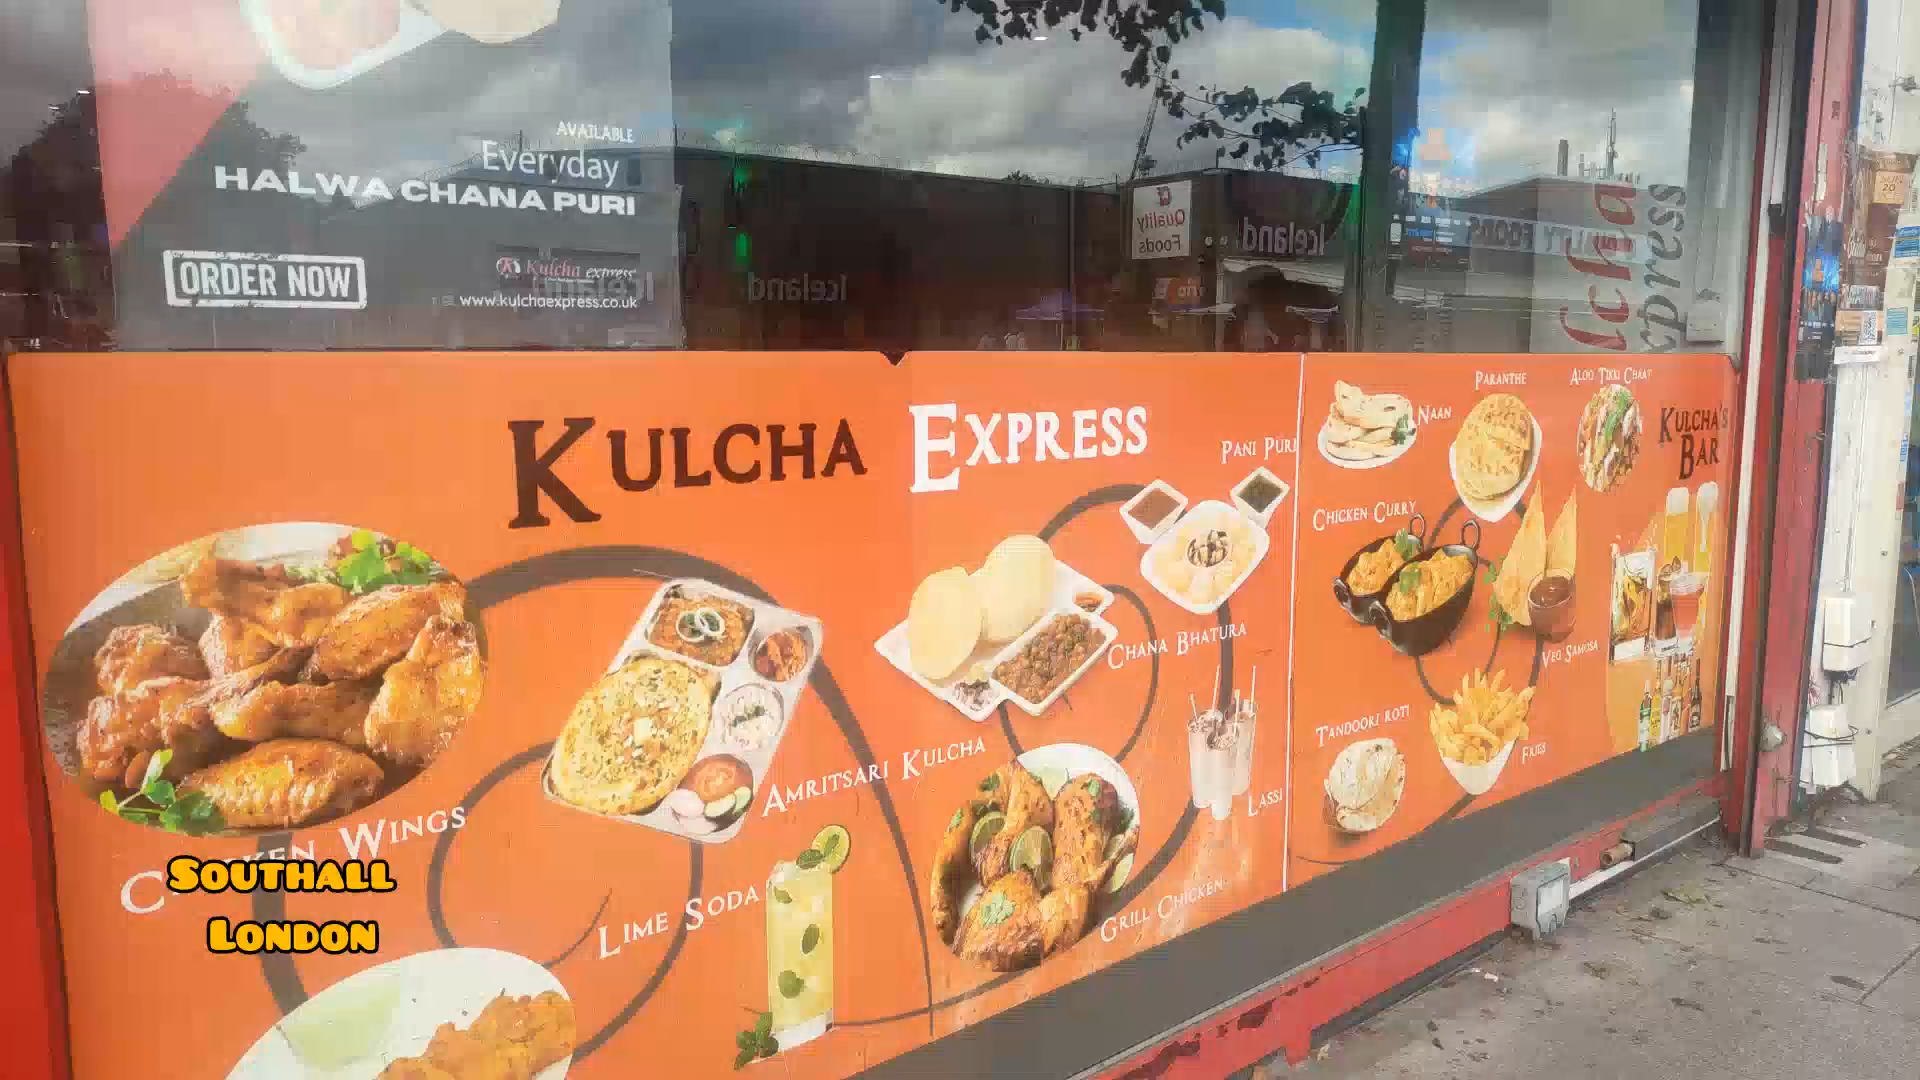 AVAILABLE
Everyday
HALWA CHANA PURI
ORDER NOW
Kulcha express
www.kulchaexpress.co.uk
Quality
Foods
Iceland
Iceland
KULCHA EXPRESS
PANI PURI
NAAN
PARANTHE
ALOO TIKKI CHAAT
KULCHA'S
BAR
CHICKEN CURRY
CHANA BHATURA
VEG SAMOSA
TANDOORI ROTI
FRIES
AMRITSARI KULCHA
LASSI
CHICKEN WINGS
LIME SODA
GRILL CHICKEN
SOUTHALL
LONDON